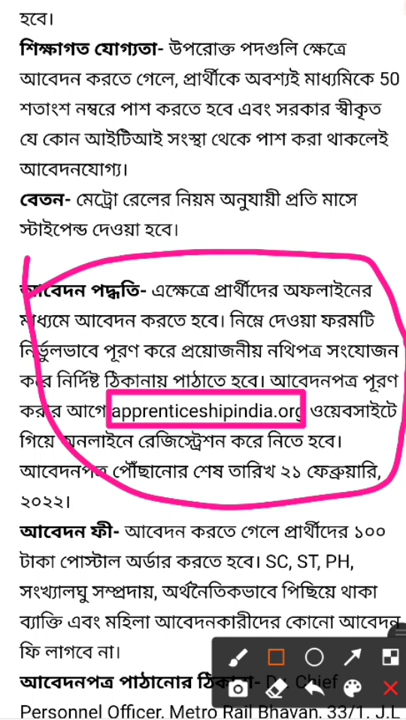 হবে।
শিক্ষাগত যোগ্যতা- উপরোক্ত পদগুলি ক্ষেত্রে
আবেদন করতে গেলে, প্রার্থীকে অবশ্যই মাধ্যমিকে 50
শতাংশ নম্বরে পাশ করতে হবে এবং সরকার স্বীকৃত
যে কোন আইটিআই সংস্থা থেকে পাশ করা থাকলেই
আবেদনযোগ্য।
বেতন- মেট্রো রেলের নিয়ম অনুযায়ী প্রতি মাসে
স্টাইপেন্ড দেওয়া হবে।
আবেদন পদ্ধতি- এক্ষেত্রে প্রার্থীদের অফলাইনের
মাধ্যমে আবেদন করতে হবে। নিম্নে দেওয়া ফরমটি
নির্ভুলভাবে পূরণ করে প্রয়োজনীয় নথিপত্র সংযোজন
করে নির্দিষ্ট ঠিকানায় পাঠাতে হবে। আবেদনপত্র পূরণ
করার আগে apprenticeshipindia.org ওয়েবসাইটে
গিয়ে অনলাইনে রেজিস্ট্রেশন করে নিতে হবে।
আবেদনপত্র পৌঁছানোর শেষ তারিখ ২১ ফেব্রুয়ারি,
২০২২।
আবেদন ফী- আবেদন করতে গেলে প্রার্থীদের ১০০
টাকা পোস্টাল অর্ডার করতে হবে। SC, ST, PH,
সংখ্যালঘু সম্প্রদায়, অর্থনৈতিকভাবে পিছিয়ে থাকা
ব্যাক্তি এবং মহিলা আবেদনকারীদের কোনো আবেদন
ফি লাগবে না।
আবেদনপত্র পাঠানোর ঠিকানা- Dy. Chief
Personnel Officer, Metro Rail Bhavan, 33/1, J.L